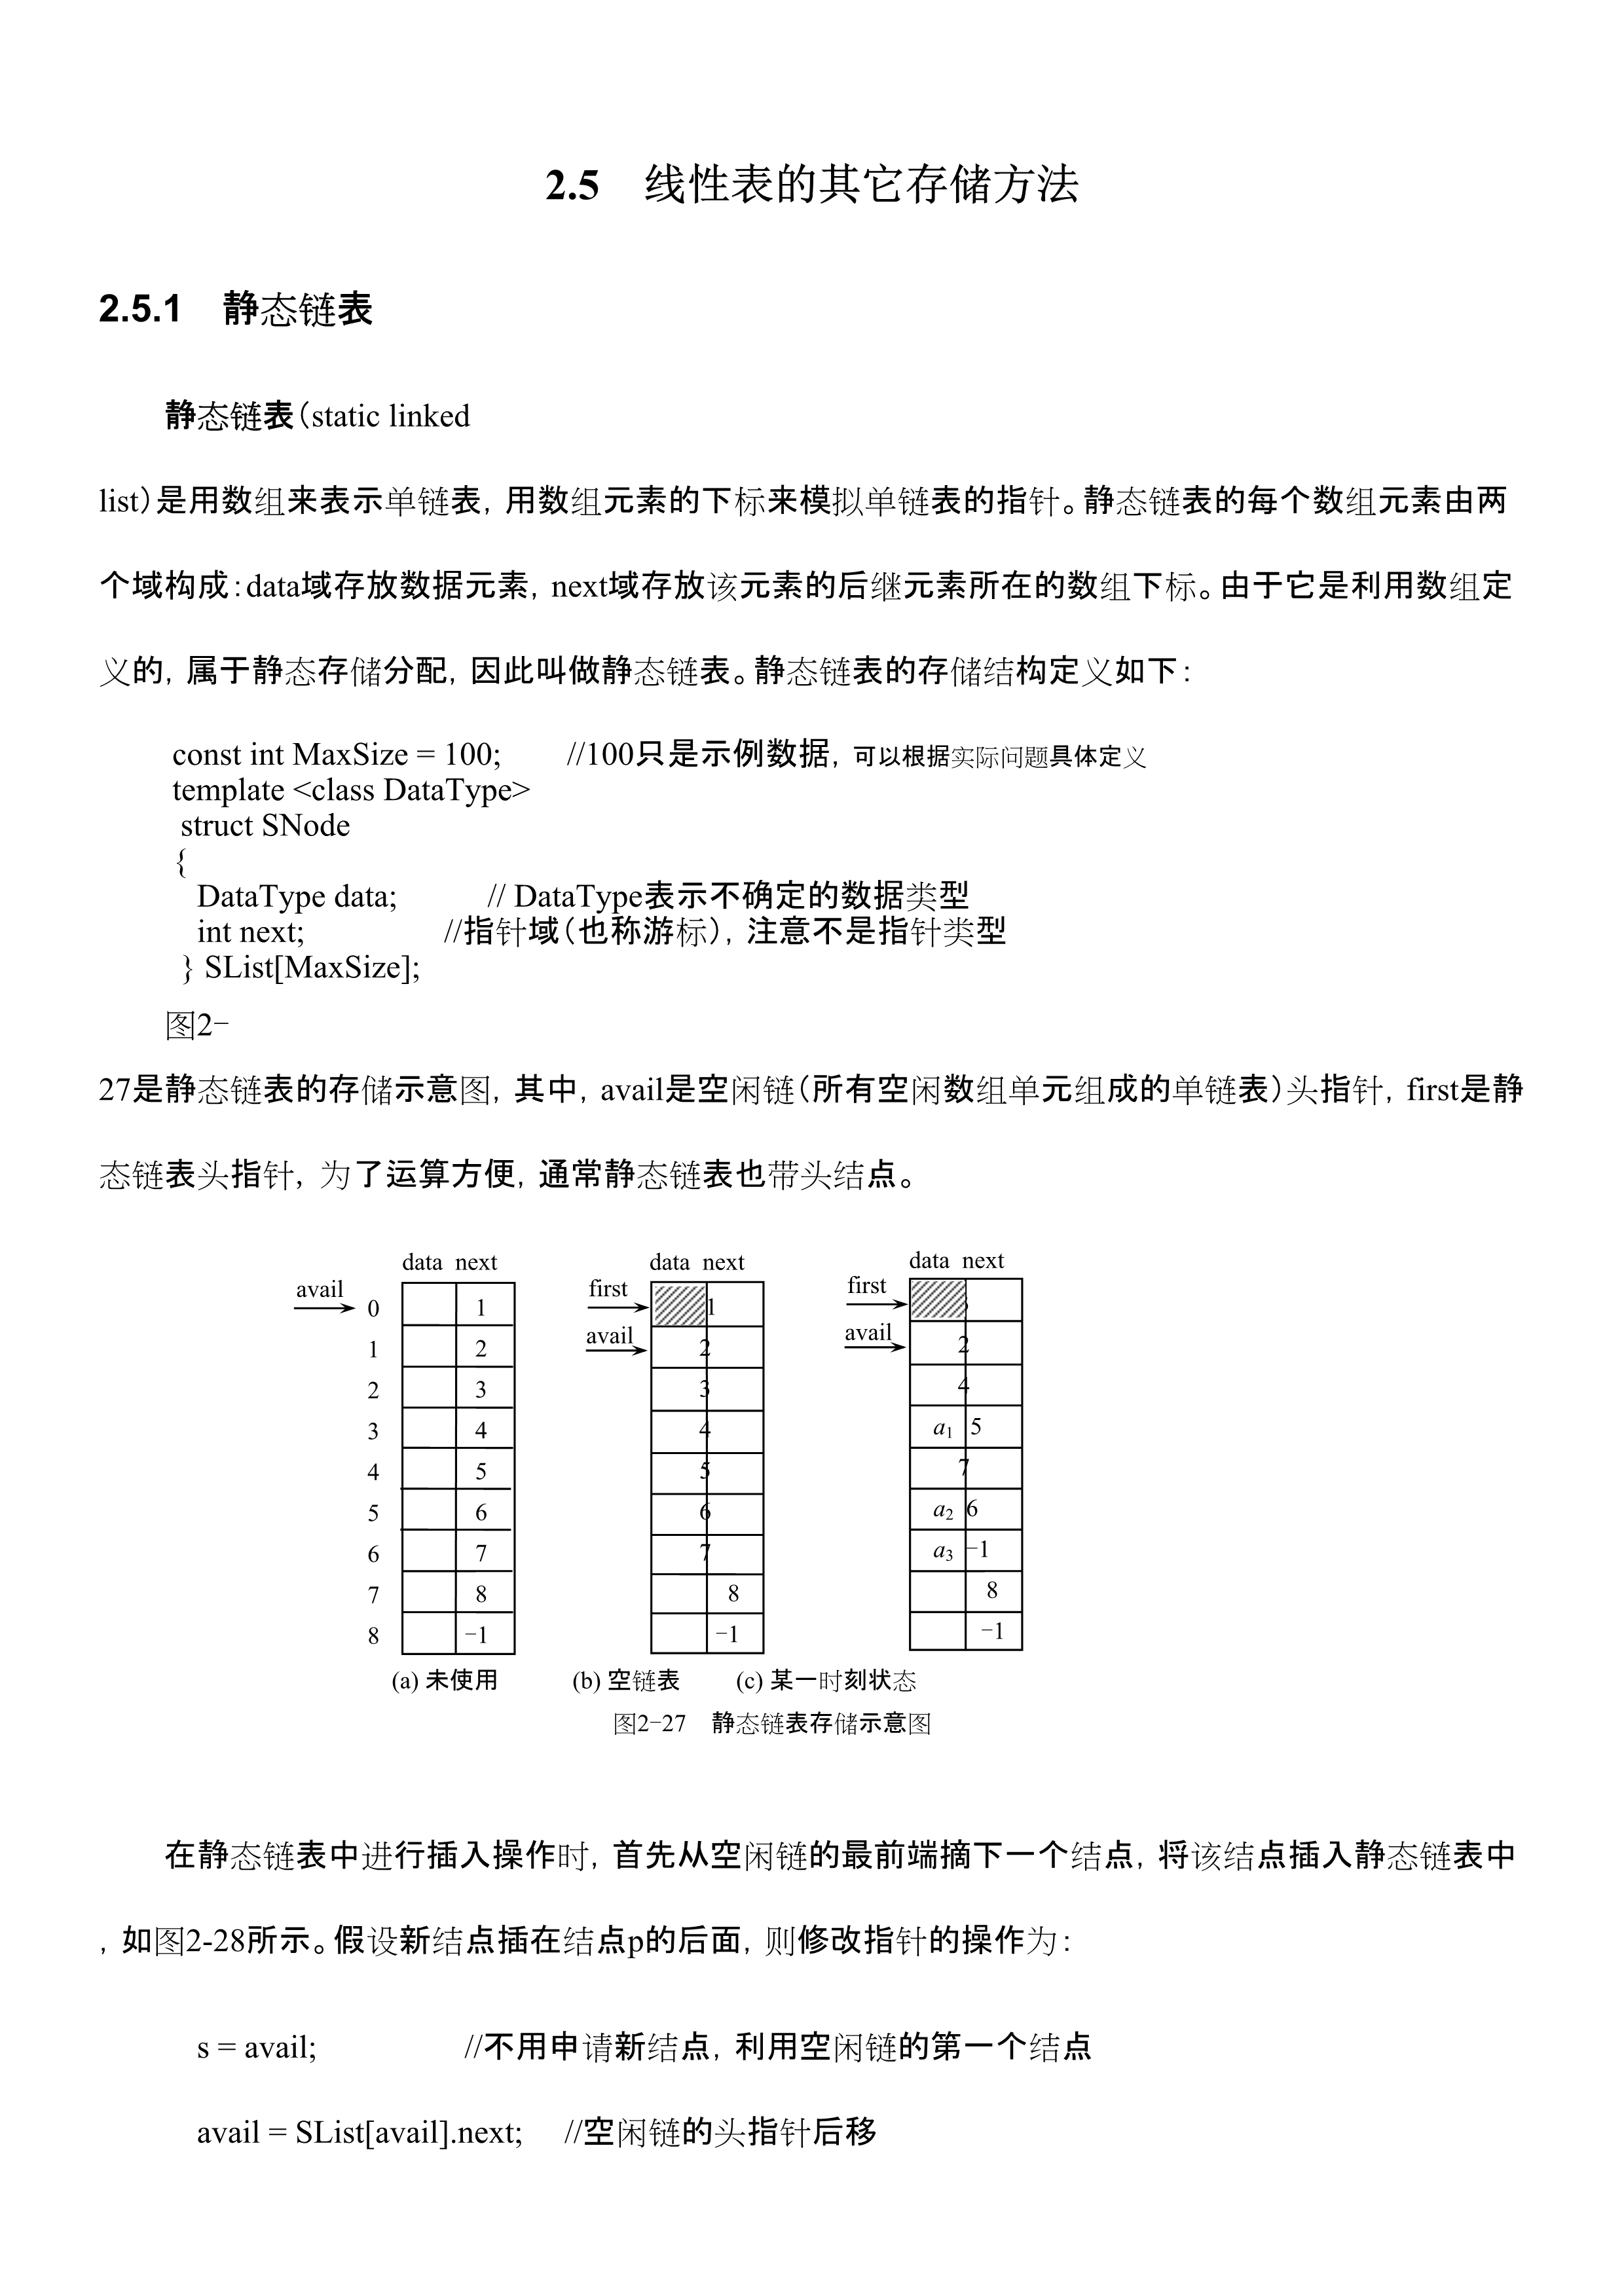 2.5 线性表的其它存储方法
2.5.1 静态链表
静态链表(static linked
list)是用数组来表示单链表，用数组元素的下标来模拟单链表的指针。静态链表的每个数组元素由两
个域构成：data域存放数据元素，next域存放该元素的后继元素所在的数组下标。由于它是利用数组定
义的，属于静态存储分配，因此叫做静态链表。静态链表的存储结构定义如下：
const int MaxSize = 100; //100只是示例数据，可以根据实际问题具体定义
template <class DataType>
struct SNode
{
DataType data; // DataType表示不确定的数据类型
int next; //指针域（也称游标），注意不是指针类型
} SList[MaxSize];
图2-
27是静态链表的存储示意图，其中，avail是空闲链（所有空闲数组单元组成的单链表）头指针，first是静
态链表头指针，为了运算方便，通常静态链表也带头结点。
data next data next data next
avail 0 1 first 1 first
1 2 avail 2 avail 2
2 3 3 4
3 4 4 a1 5
4 5 5 7
5 6 6 a2 6
6 7 7 a3 -1
7 8 8 8
8 -1 -1 -1
(a) 未使用 (b) 空链表 (c) 某一时刻状态
图2-27 静态链表存储示意图
在静态链表中进行插入操作时，首先从空闲链的最前端摘下一个结点，将该结点插入静态链表中
，如图2-28所示。假设新结点插在结点p的后面，则修改指针的操作为：
s = avail; //不用申请新结点，利用空闲链的第一个结点
avail = SList[avail].next; //空闲链的头指针后移